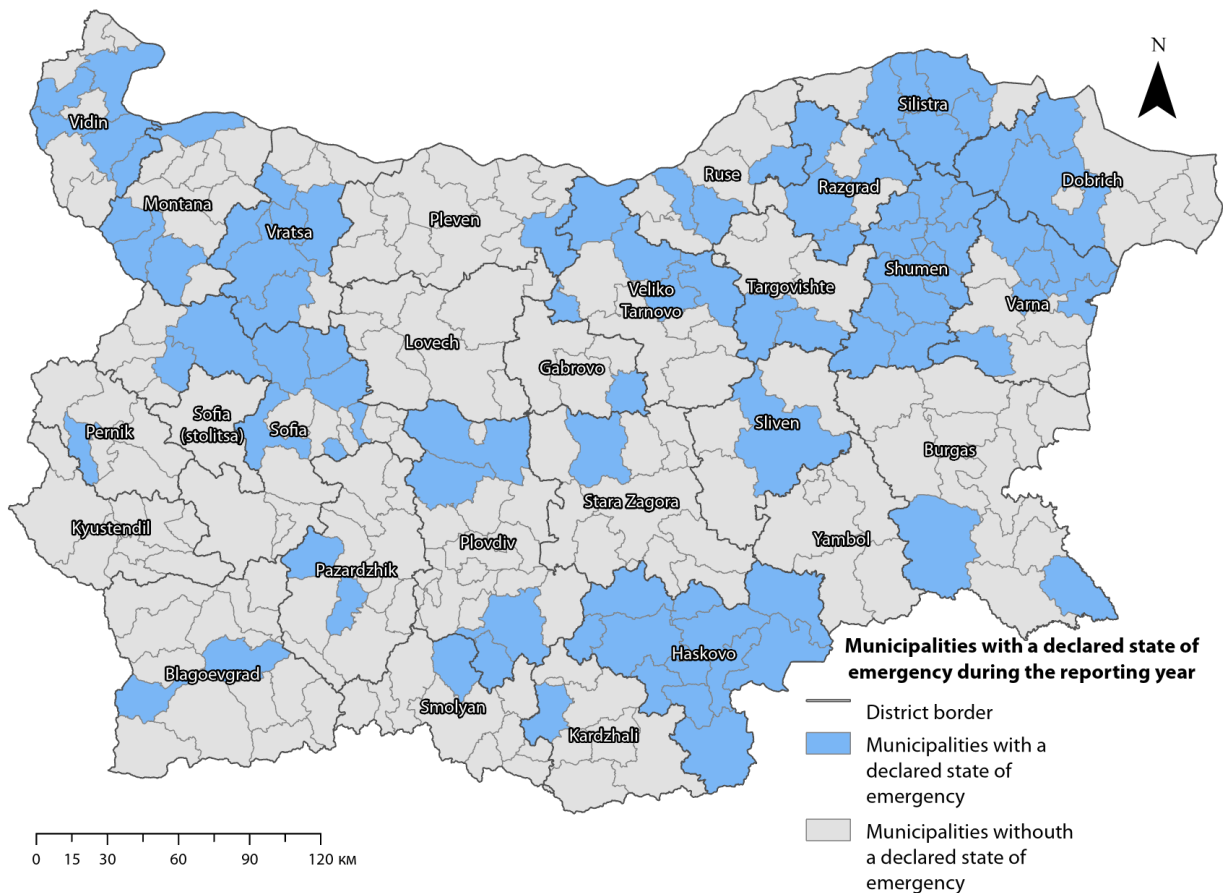 N
Silistra
Vidin
Ruse
Razgrad
Dobrich
Montana
Pleven
Vratsa
Shumen
Targovishte
Veliko
Tarnovo
Varna
Lovech
Gabrovo
Sofia
(stolitsa)
Sofia
Pernik
Sliven
Burgas
Stara Zagora
Kyustendil
Plovdiv
Yambol
Pazardzhik
Haskovo
Blagoevgrad
Smolyan
Kardzhali
Municipalities with a declared state of
emergency during the reporting year
District border
Municipalities with a
declared state of
emergency
Municipalities withouth
a declared state of
emergency
0 15 30 60 90 120 км